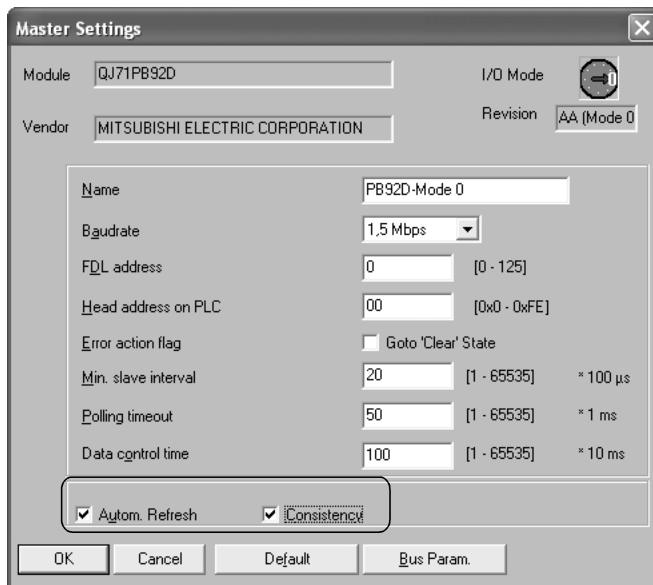 Master Settings
Module QJ71PB92D I/O Mode 0
Vendor MITSUBISHI ELECTRIC CORPORATION Revision AA (Mode 0
Name PB92D-Mode 0
Baudrate 1,5 Mbps
FDL address 0 [0 - 125]
Head address on PLC 00 [0x0 - 0xFE]
Error action flag Goto 'Clear' State
Min. slave interval 20 [1 - 65535] * 100 µs
Polling timeout 50 [1 - 65535] * 1 ms
Data control time 100 [1 - 65535] * 10 ms
Autom. Refresh Consistency
OK Cancel Default Bus Param.